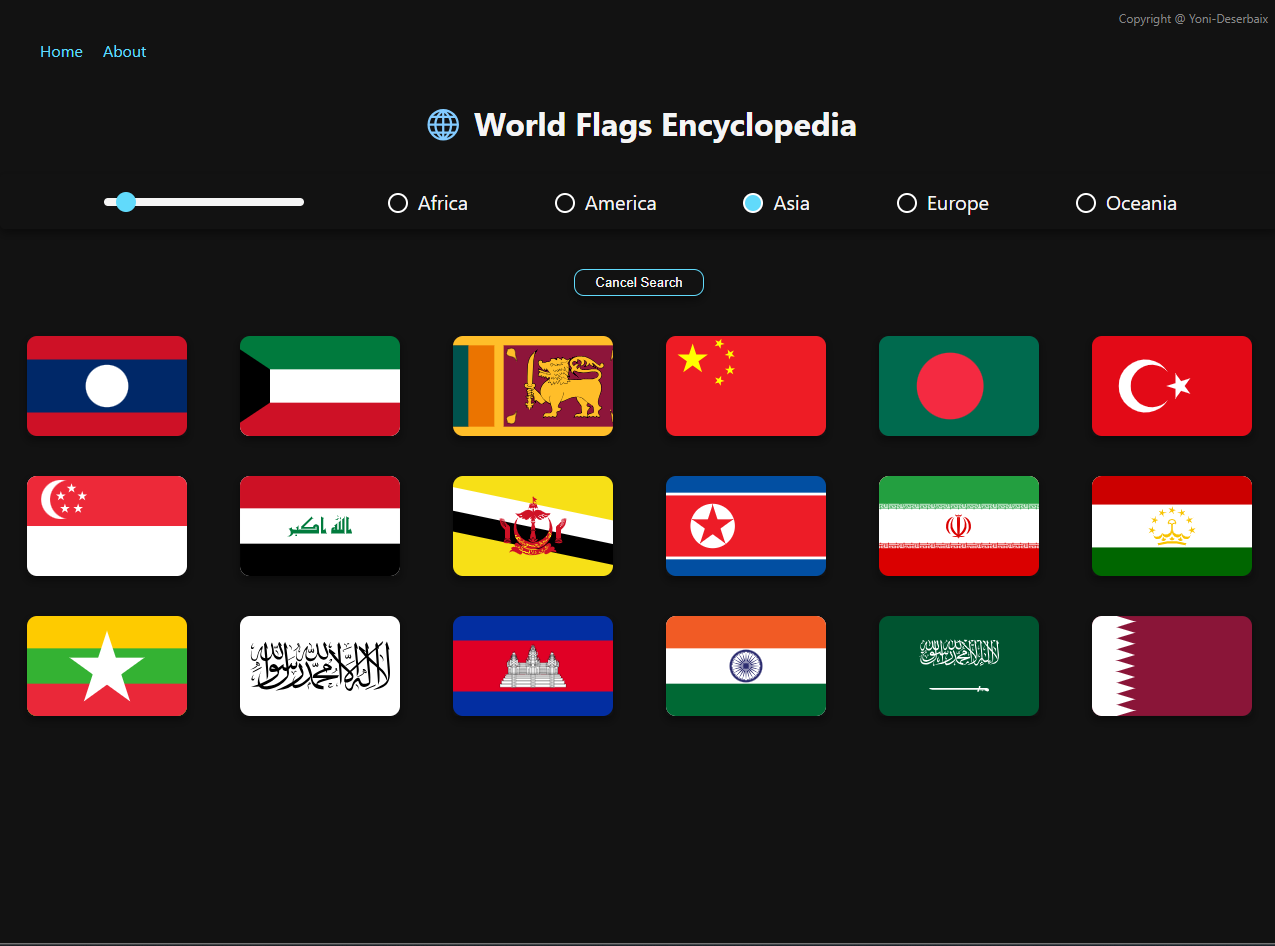 Copyright @ Yoni-Deserbaix
Home About
World Flags Encyclopedia
Africa America Asia Europe Oceania
Cancel Search
الله اكبر
لا إله إلا الله محمد رسول الله
لا إله إلا الله محمد رسول الله